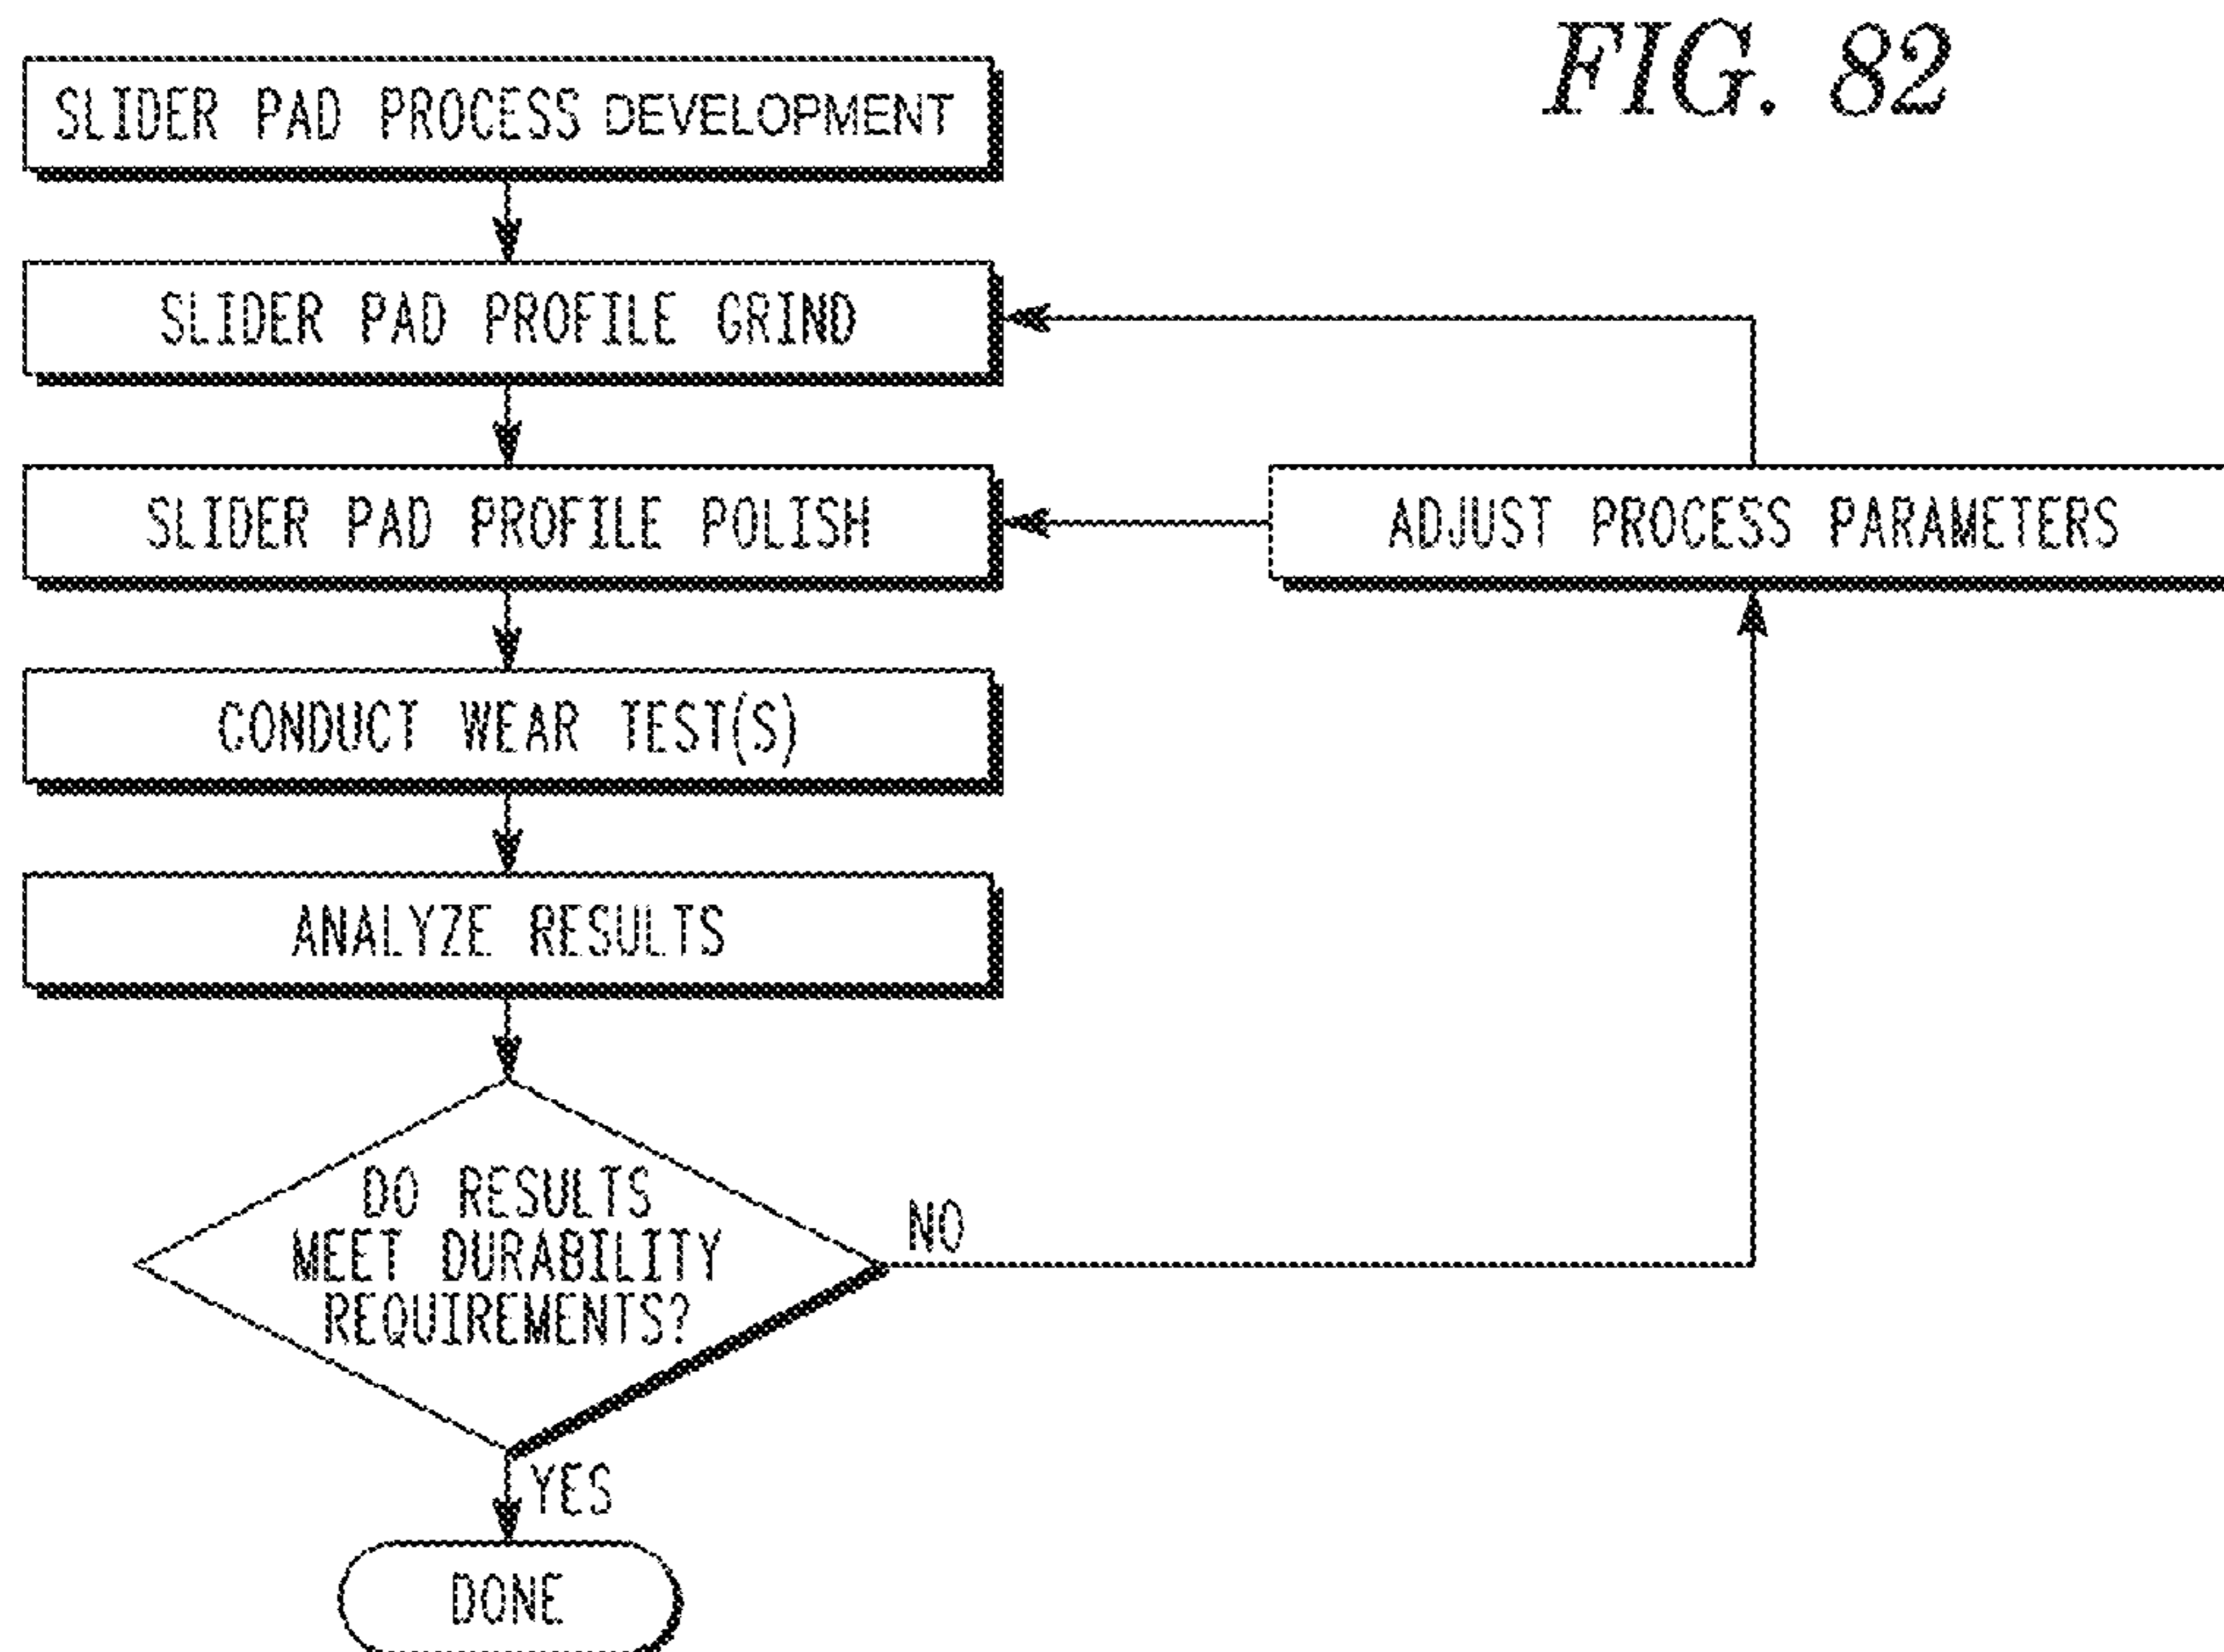 FIG. 82
SLIDER PAD PROCESS DEVELOPMENT
SLIDER PAD PROFILE GRIND
SLIDER PAD PROFILE POLISH
ADJUST PROCESS PARAMETERS
CONDUCT WEAR TEST(S)
ANALYZE RESULTS
DO RESULTS
MEET DURABILITY
REQUIREMENTS?
NO
YES
DONE